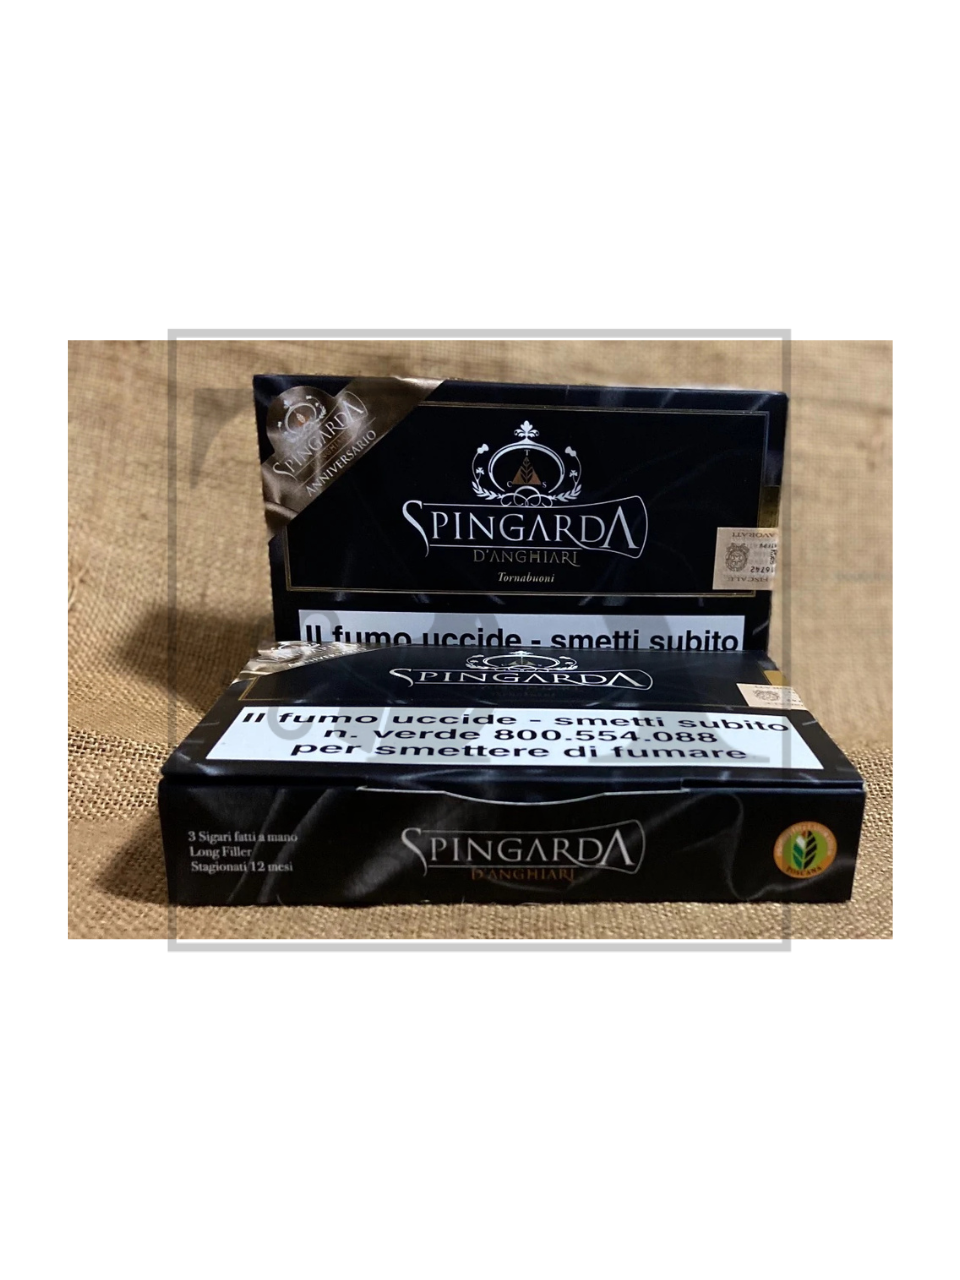 SPINGARDA
ANNIVERSARIO
T
C S
SPINGARDA
D'ANGHIARI
Tornabuoni
Il fumo uccide - smetti subito
SPINGARDA
Il fumo uccide - smetti subito
n. verde 800.554.088
per smettere di fumare
3 Sigari fatti a mano
Long Filler
Stagionati 12 mesi
SPINGARDA
D'ANGHIARI
TOSCANA